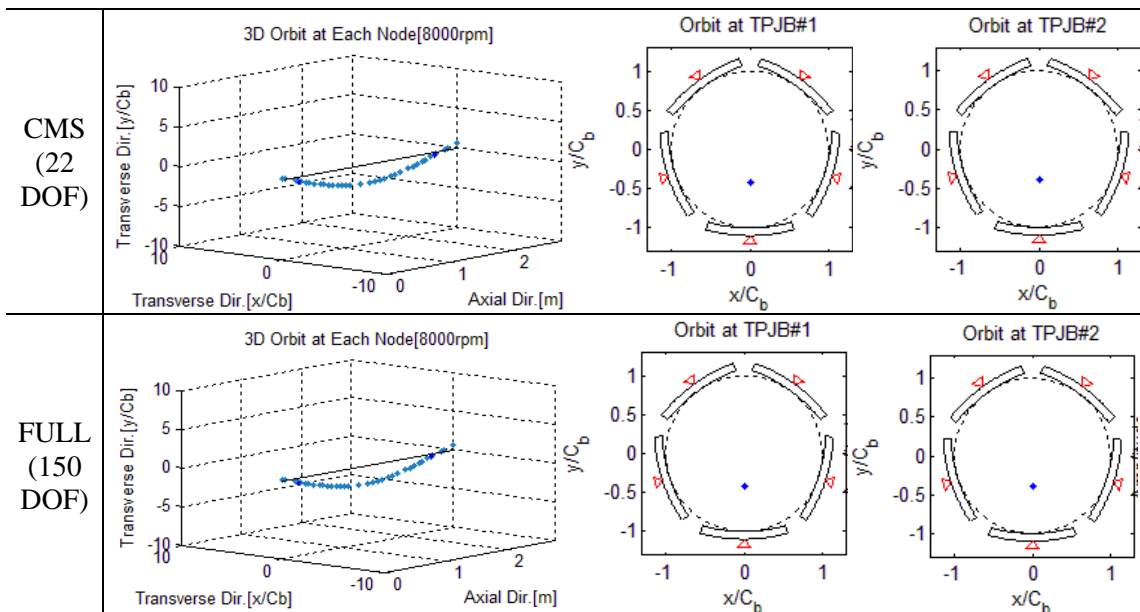 CMS
(22
DOF)
3D Orbit at Each Node[8000rpm]
Transverse Dir.[y/Cb]
10
5
0
-5
-10
10
0
-10
0
1
2
Transverse Dir.[x/Cb]
Axial Dir.[m]
Orbit at TPJB#1
y/C_b
1
0.5
0
-0.5
-1
-1
0
1
x/C_b
Orbit at TPJB#2
y/C_b
1
0.5
0
-0.5
-1
-1
0
1
x/C_b
FULL
(150
DOF)
3D Orbit at Each Node[8000rpm]
Transverse Dir.[y/Cb]
10
5
0
-5
-10
10
0
-10
0
1
2
Transverse Dir.[x/Cb]
Axial Dir.[m]
Orbit at TPJB#1
1
0.5
0
-0.5
-1
-1
0
1
x/C_b
Orbit at TPJB#2
y/C_b
1
0.5
0
-0.5
-1
-1
0
1
x/C_b